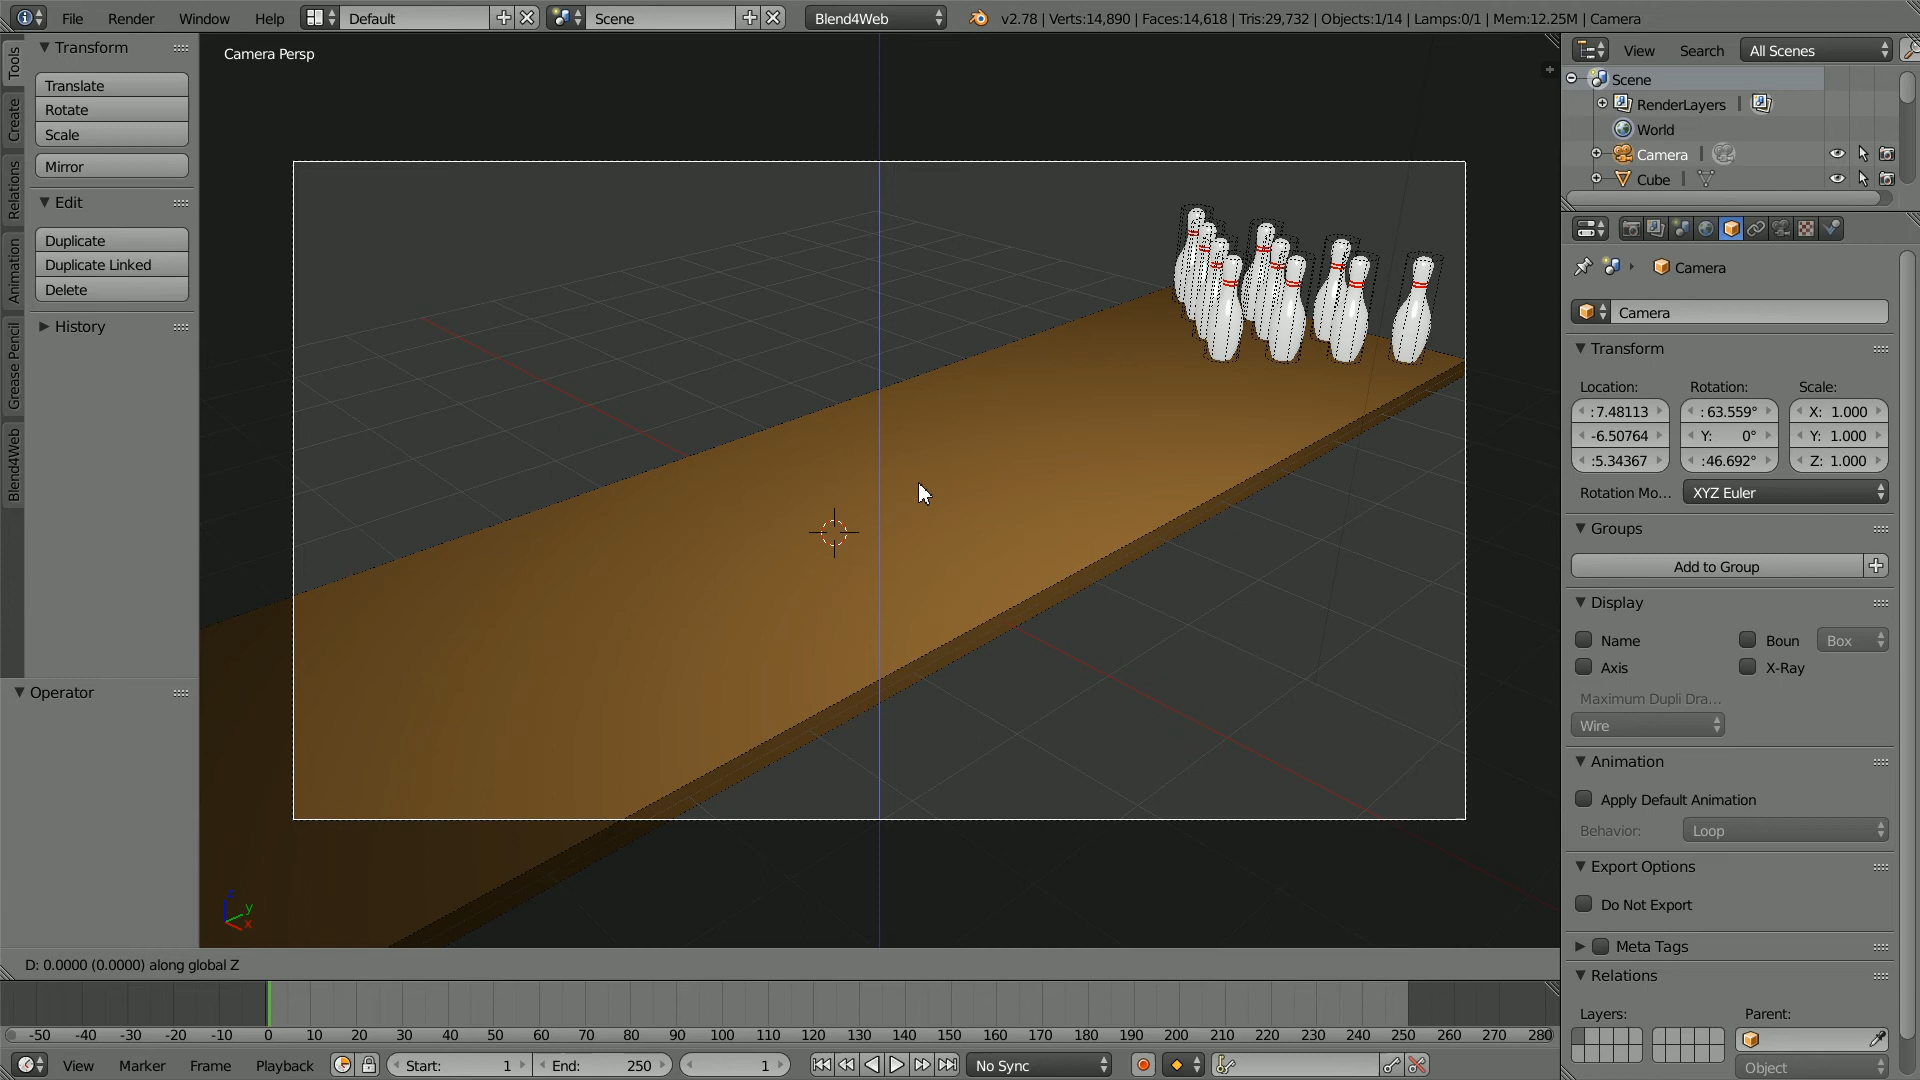 File Render Window Help Default Scene Blend4Web v2.78 | Verts:14,890 | Faces:14,618 | Tris:29,732 | Objects:1/14 | Lamps:0/1 | Mem:12.25M | Camera
Tools
Create
Relations
Animation
Grease Pencil
Blend4Web
Transform
Translate
Rotate
Scale
Mirror
Edit
Duplicate
Duplicate Linked
Delete
History
Operator
Camera Persp
z
y
x
D: 0.0000 (0.0000) along global Z
View Search All Scenes
Scene
RenderLayers |
World
Camera |
Cube |
Camera
Camera
Transform
Location: Rotation: Scale:
:7.48113 :63.559° X: 1.000
-6.50764 Y: 0° Y: 1.000
:5.34367 :46.692° Z: 1.000
Rotation Mo... XYZ Euler
Groups
Add to Group
Display
Name Boun Box
Axis X-Ray
Maximum Dupli Dra...
Wire
Animation
Apply Default Animation
Behavior: Loop
Export Options
Do Not Export
Meta Tags
Relations
Layers: Parent:
Object
-50 -40 -30 -20 -10 0 10 20 30 40 50 60 70 80 90 100 110 120 130 140 150 160 170 180 190 200 210 220 230 240 250 260 270 280
View Marker Frame Playback Start: 1 End: 250 1 No Sync